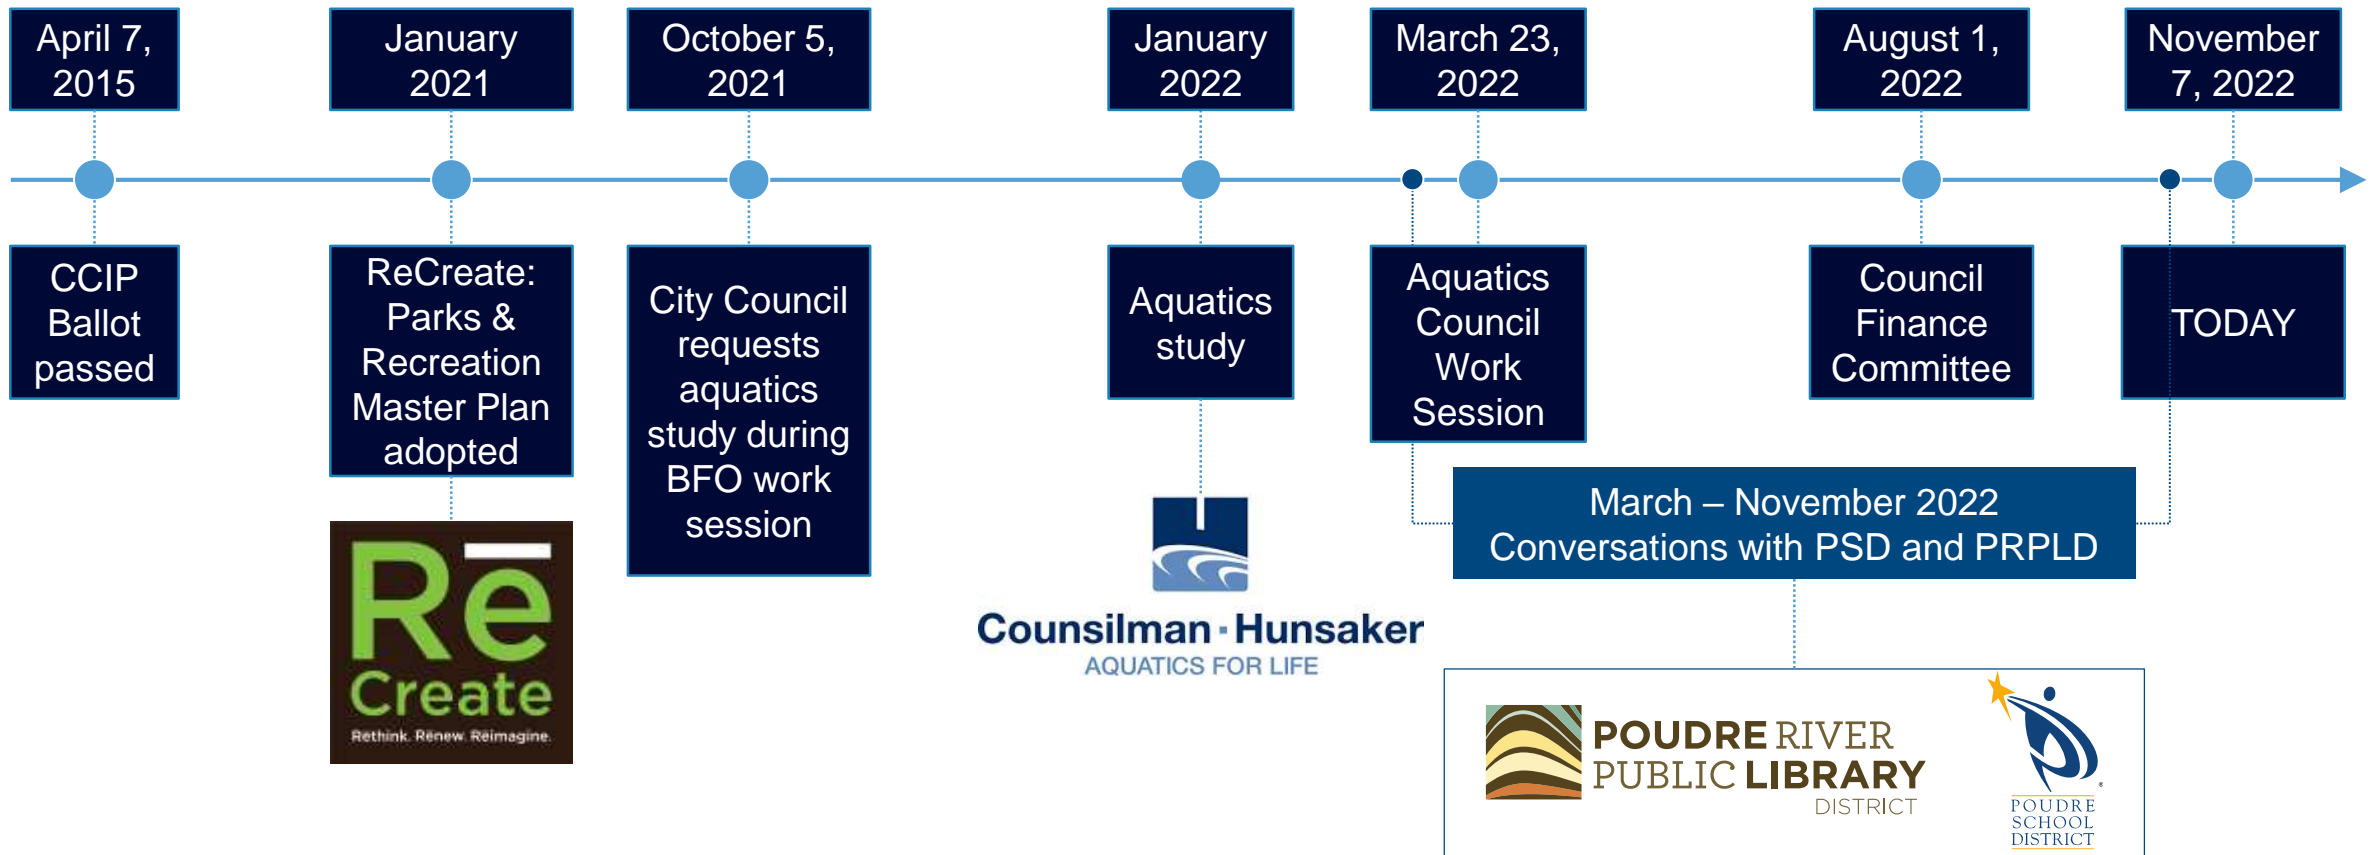 April 7,
2015
January
2021
October 5,
2021
January
2022
March 23,
2022
August 1,
2022
November
7, 2022
CCIP
Ballot
passed
ReCreate:
Parks &
Recreation
Master Plan
adopted
City Council
requests
aquatics
study during
BFO work
session
Aquatics
study
Aquatics
Council
Work
Session
Council
Finance
Committee
TODAY
Rē
Create
Rethink. Renew. Reimagine.
Counsilman · Hunsaker
AQUATICS FOR LIFE
March – November 2022
Conversations with PSD and PRPLD
POUDRE RIVER
PUBLIC LIBRARY
DISTRICT
POUDRE
SCHOOL
DISTRICT